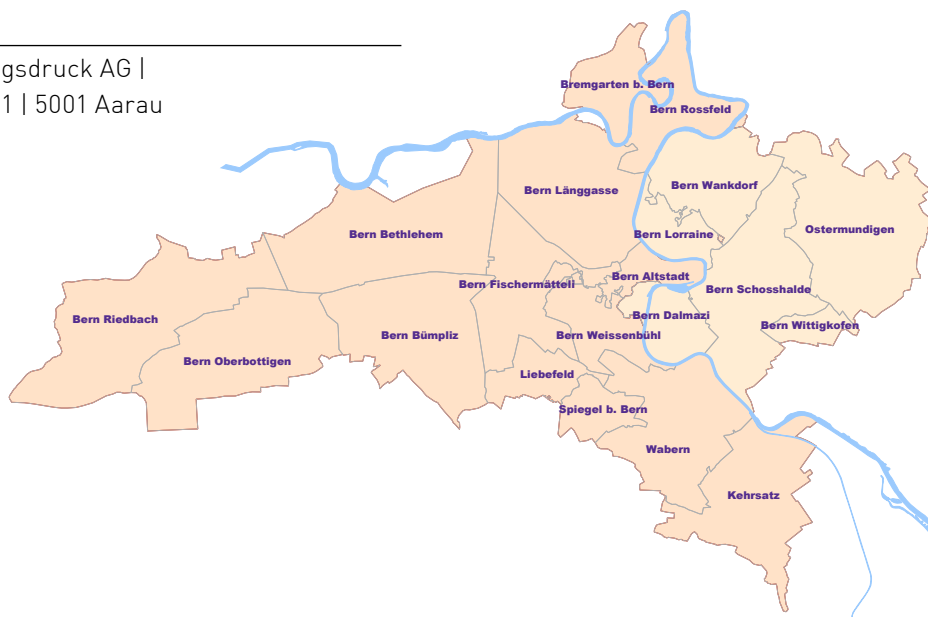 gsdruck AG |
1 | 5001 Aarau
Bremgarten b. Bern
Bern Rossfeld
Bern Wankdorf
Bern Länggasse
Bern Lorraine
Ostermundigen
Bern Bethlehem
Bern Altstadt
Bern Fischermätteli
Bern Schosshalde
Bern Riedbach
Bern Dalmazi
Bern Wittigkofen
Bern Bümpliz
Bern Weissenbühl
Bern Oberbottigen
Liebefeld
Spiegel b. Bern
Wabern
Kehrsatz